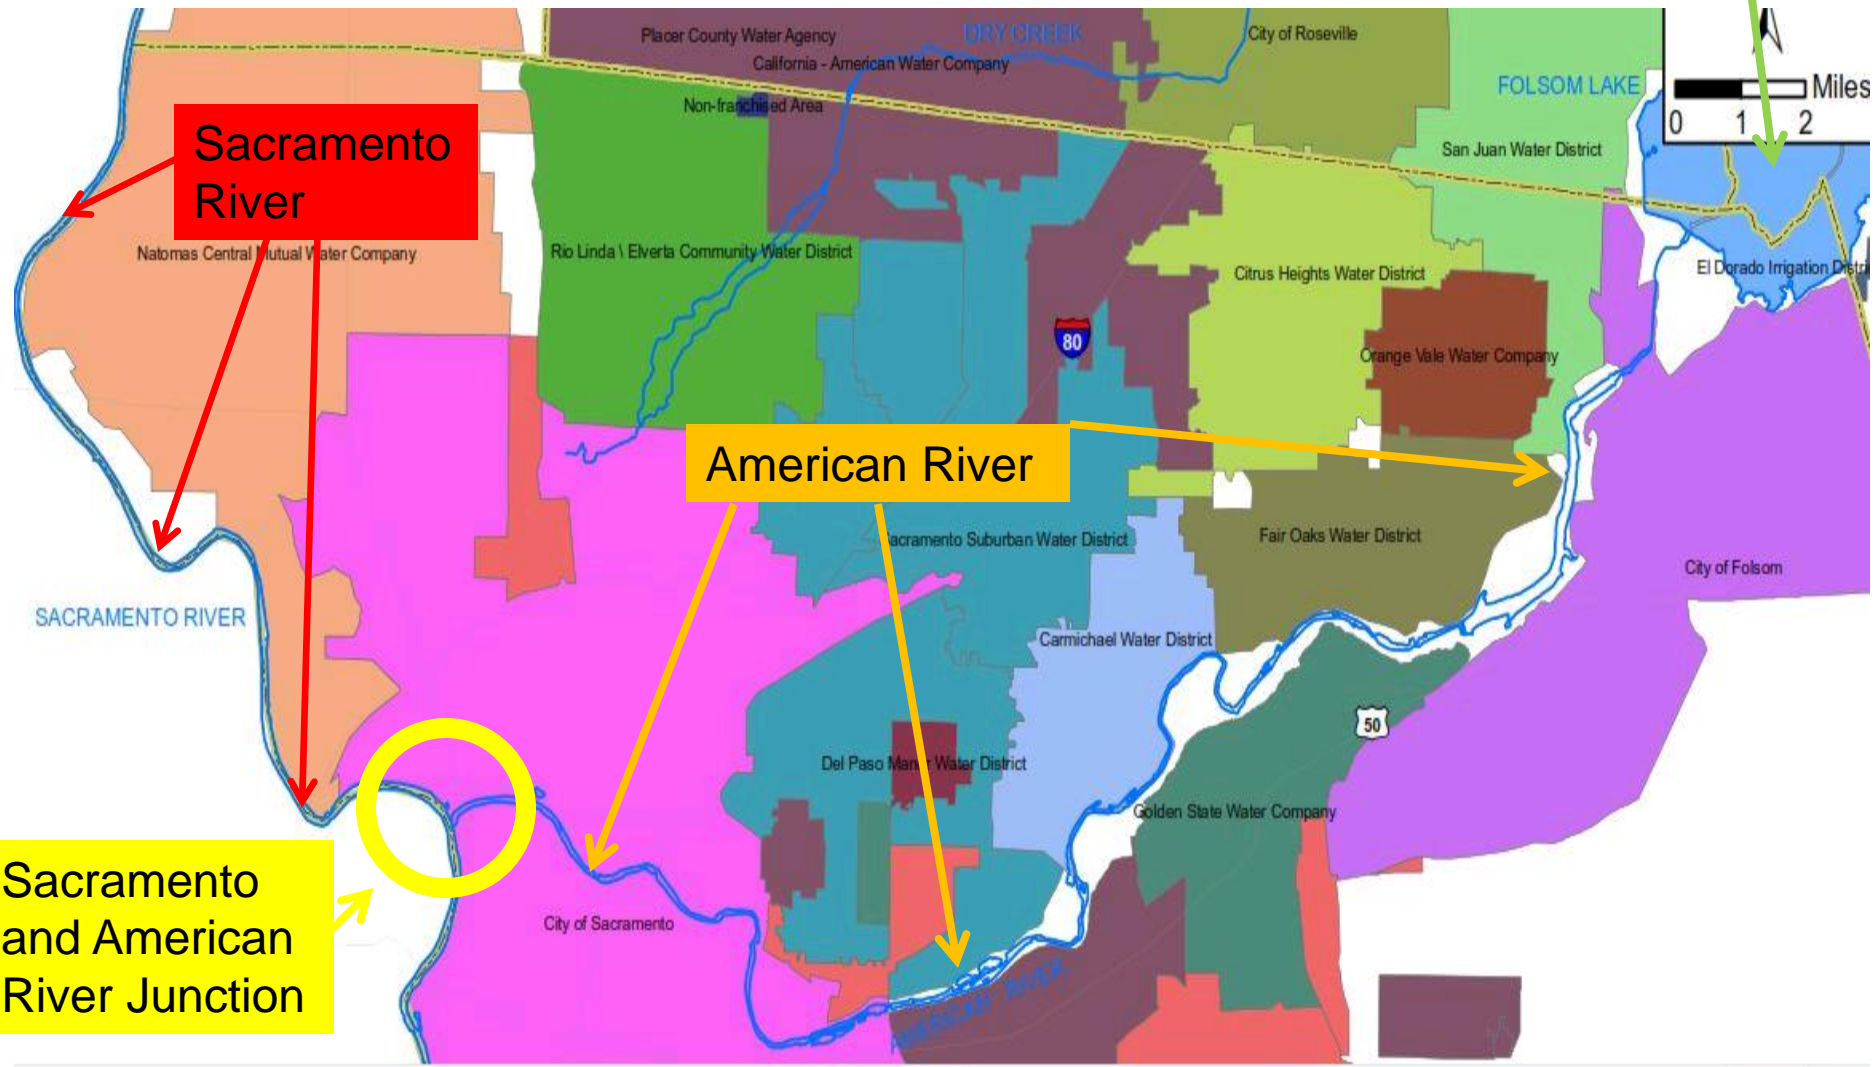 Placer County Water Agency
DRY CREEK
City of Roseville
California - American Water Company
FOLSOM LAKE
Miles
0 1 2
Non-franchised Area
Sacramento
River
San Juan Water District
Natomas Central Mutual Water Company
Rio Linda \ Elverta Community Water District
Citrus Heights Water District
El Dorado Irrigation Distri
80
Orange Vale Water Company
American River
Sacramento Suburban Water District
Fair Oaks Water District
City of Folsom
SACRAMENTO RIVER
Carmichael Water District
50
Del Paso Manor Water District
Golden State Water Company
Sacramento
and American
River Junction
City of Sacramento
AMERICAN RIVER